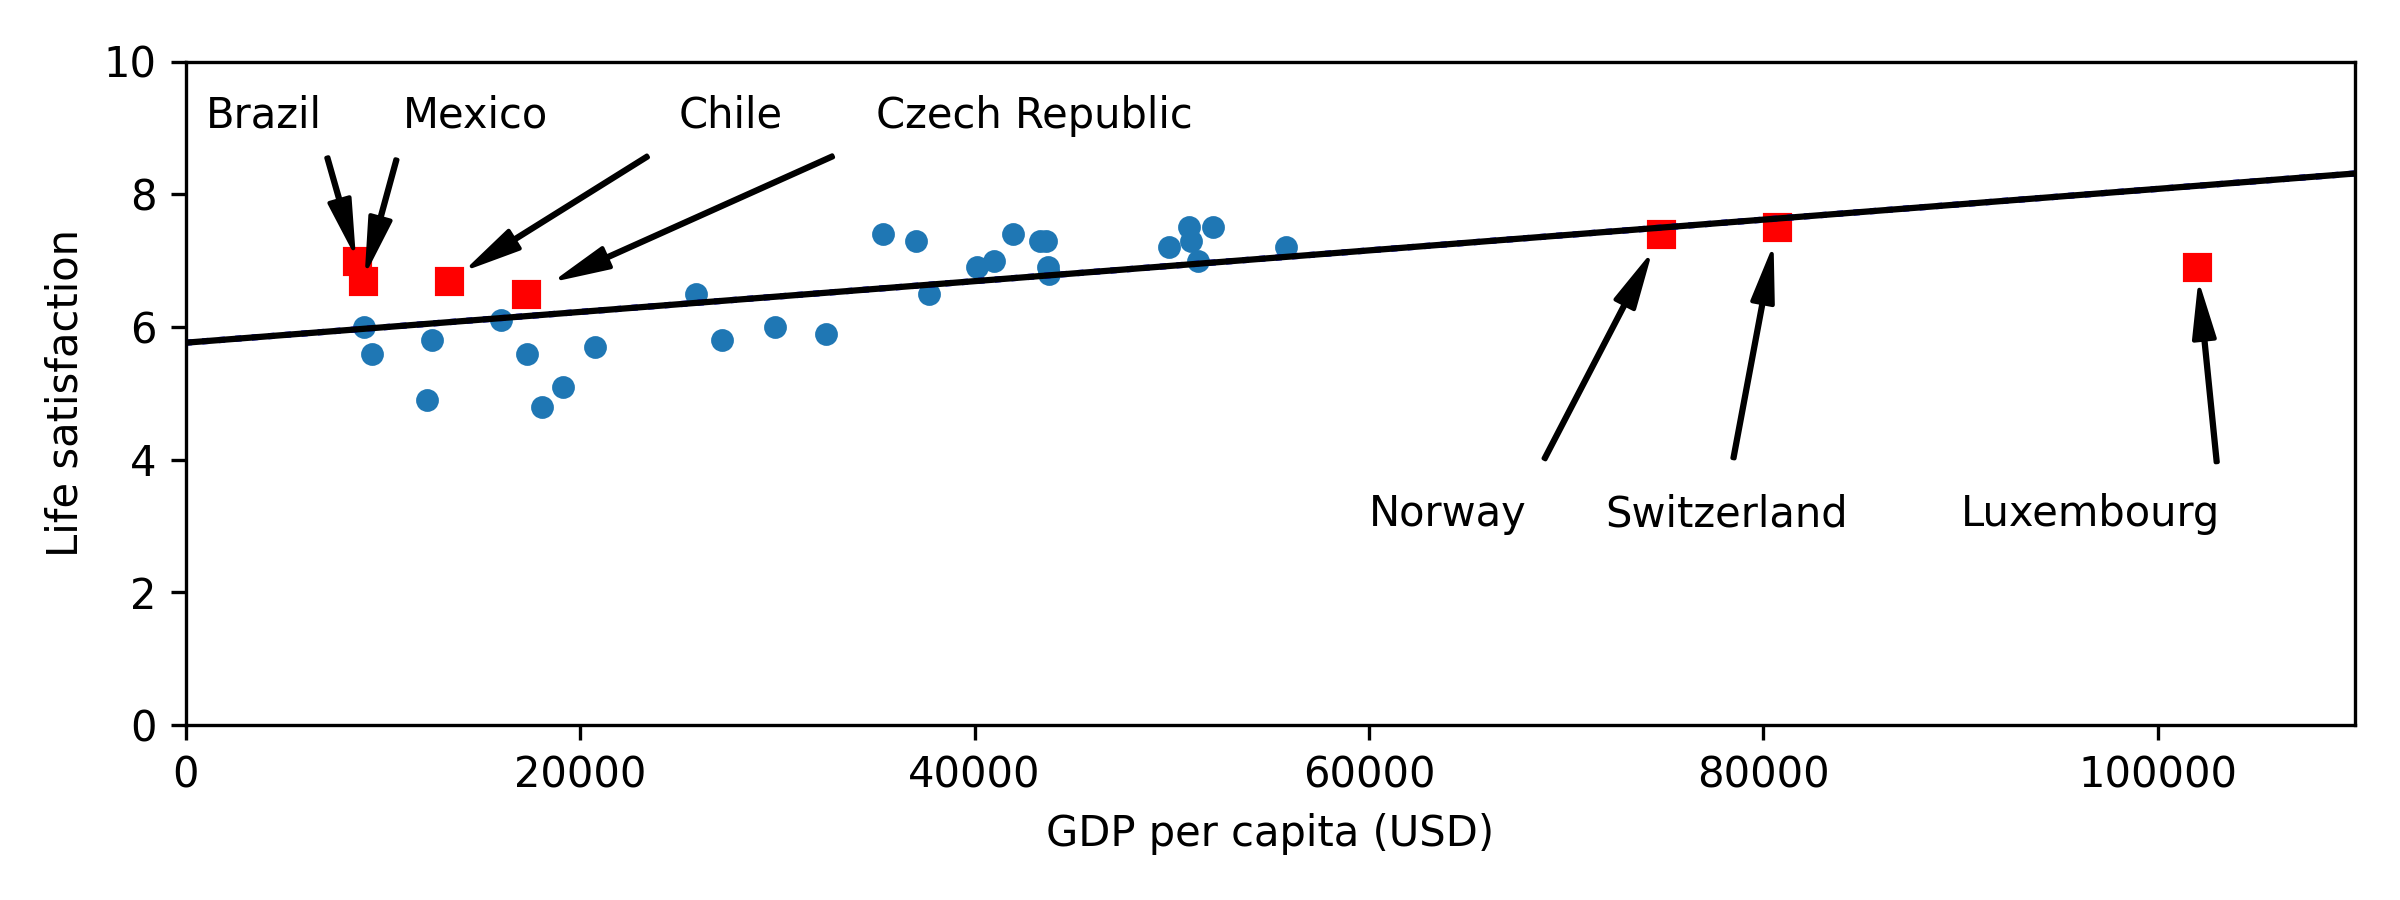 10
Brazil Mexico Chile Czech Republic
8
6
4
Norway Switzerland Luxembourg
2
0
Life satisfaction
0 20000 40000 60000 80000 100000
GDP per capita (USD)